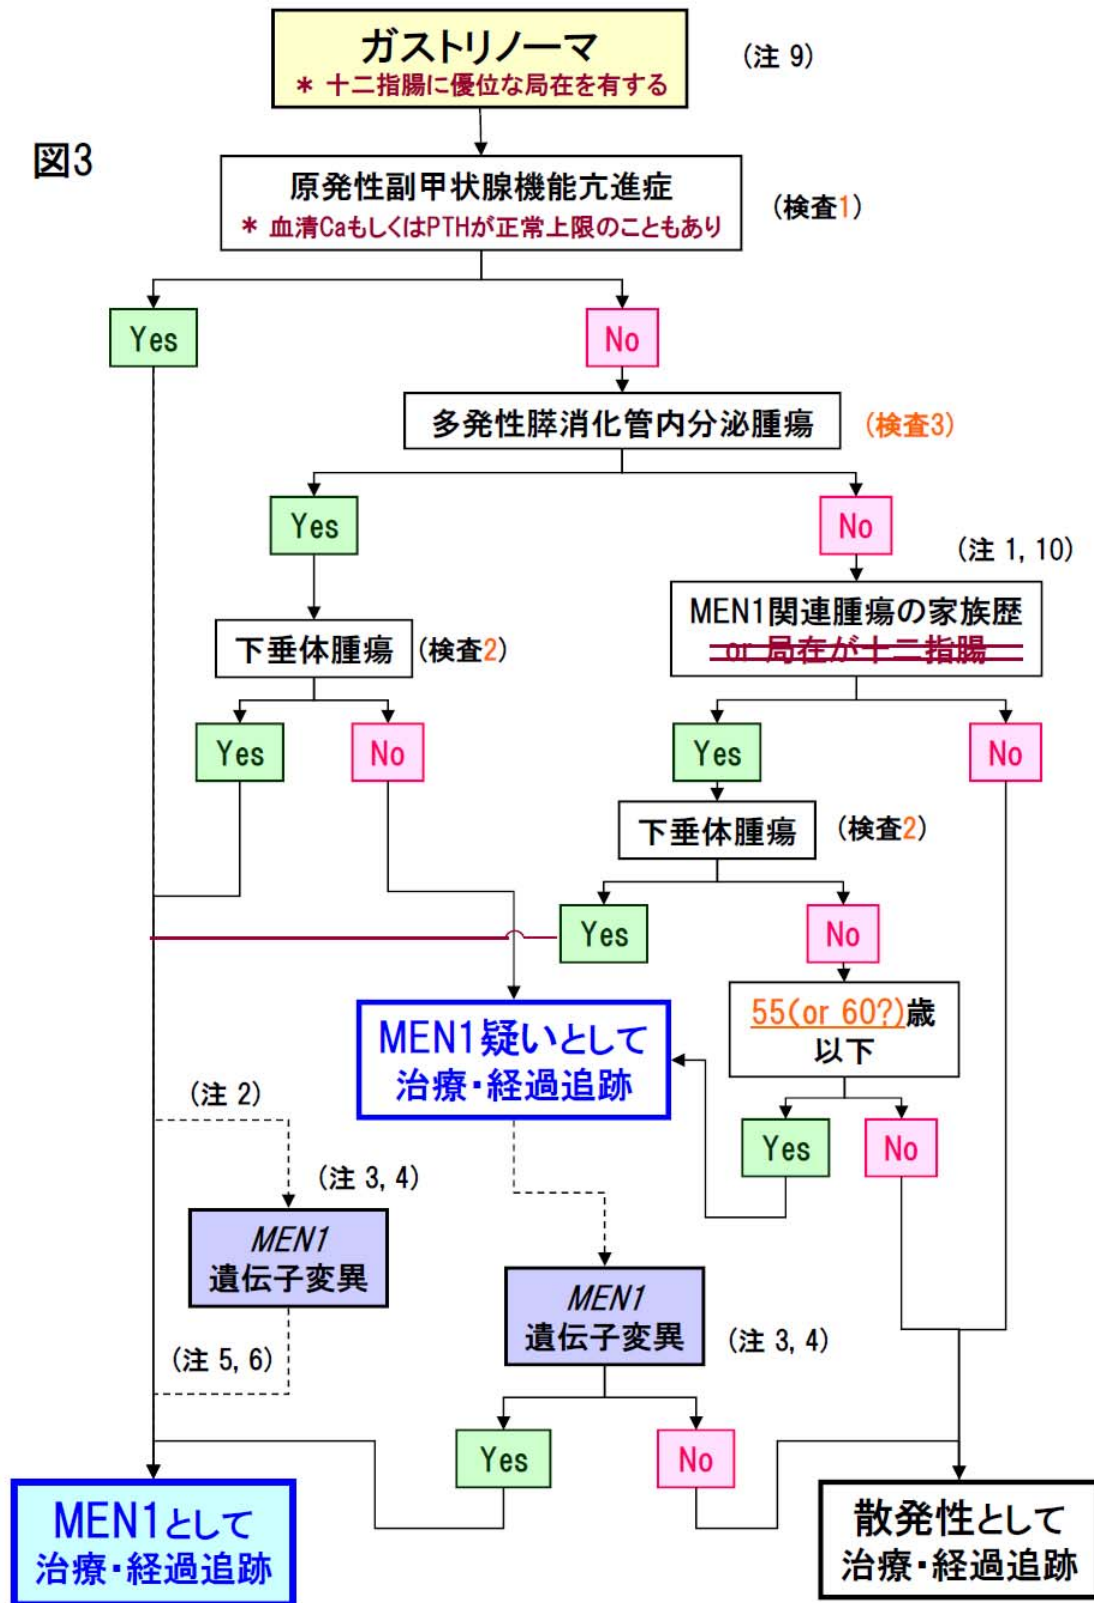 ガストリノーマ
* 十二指腸に優位な局在を有する
(注 9)
図3
原発性副甲状腺機能亢進症
* 血清CaもしくはPTHが正常上限のこともあり
(検査1)
Yes
No
多発性膵消化管内分泌腫瘍
(検査3)
Yes
No
(注 1, 10)
MEN1関連腫瘍の家族歴
or 局在が十二指腸
下垂体腫瘍
(検査2)
Yes
No
Yes
No
下垂体腫瘍
(検査2)
Yes
No
55(or 60?)歳
以下
MEN1疑いとして
治療・経過追跡
(注 2)
Yes
No
(注 3, 4)
MEN1
遺伝子変異
MEN1
遺伝子変異
(注 3, 4)
(注 5, 6)
Yes
No
MEN1として
治療・経過追跡
散発性として
治療・経過追跡